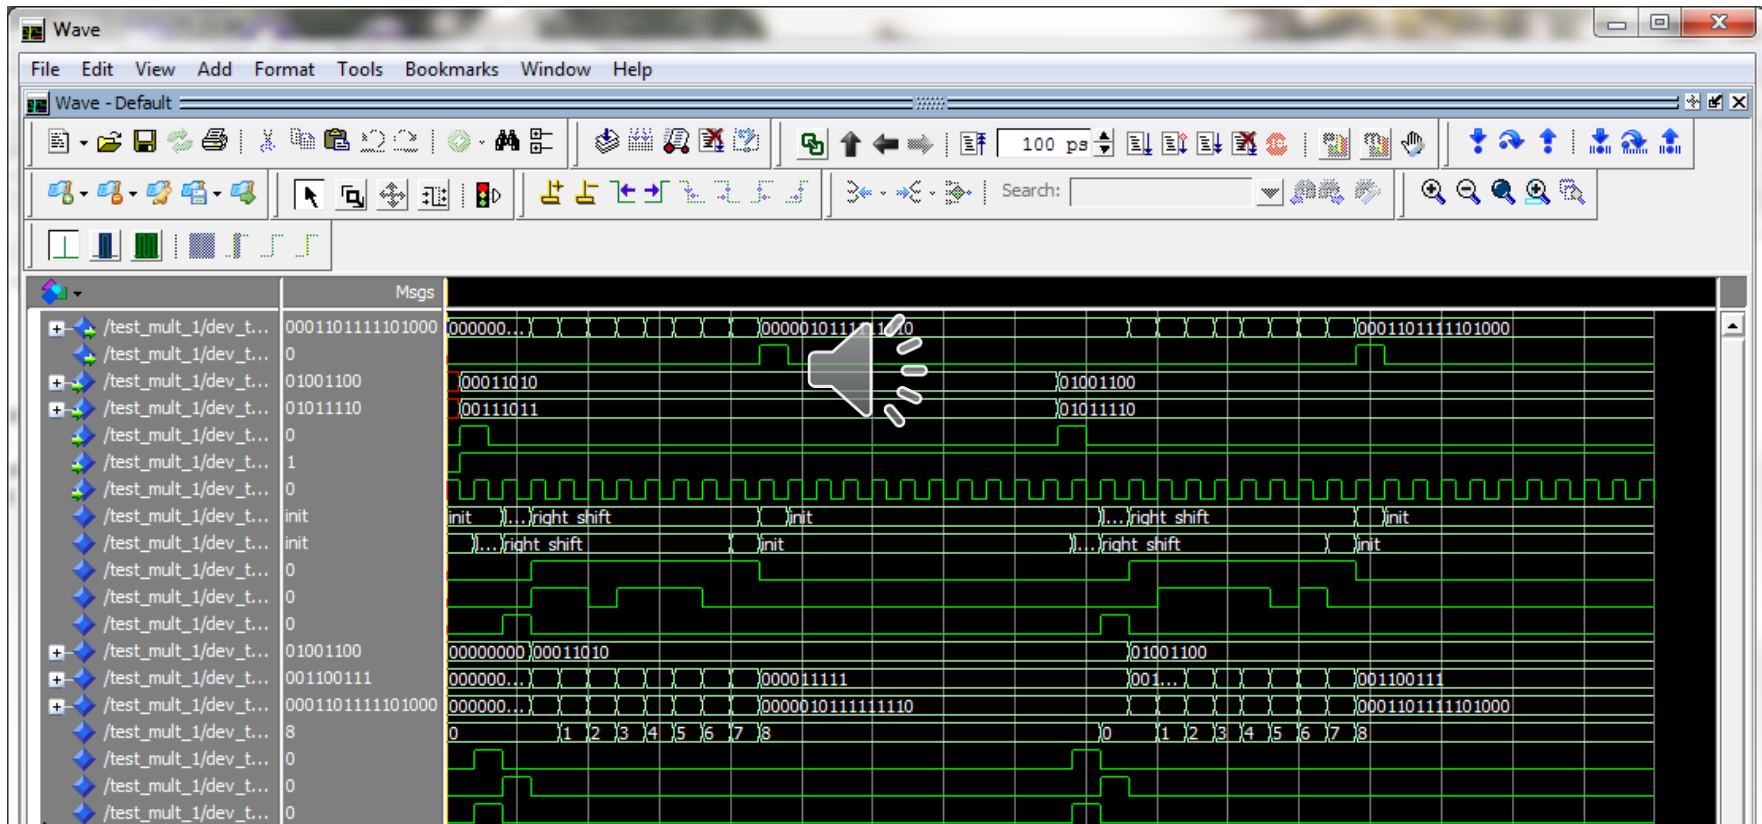 Wave
File Edit View Add Format Tools Bookmarks Window Help
Wave - Default
100 ps
Search:
Msgs
/test_mult_1/dev_t... 0001101111101000 000000... 0000010111111110 0001101111101000
/test_mult_1/dev_t... 0
/test_mult_1/dev_t... 01001100 00011010 01001100
/test_mult_1/dev_t... 01011110 00111011 01011110
/test_mult_1/dev_t... 0
/test_mult_1/dev_t... 1
/test_mult_1/dev_t... 0
/test_mult_1/dev_t... init init ]... right shift init ]... right shift init
/test_mult_1/dev_t... init ]... right shift init ]... right shift init
/test_mult_1/dev_t... 0
/test_mult_1/dev_t... 0
/test_mult_1/dev_t... 0
/test_mult_1/dev_t... 01001100 00000000 00011010 01001100
/test_mult_1/dev_t... 001100111 000000... 000011111 001... 001100111
/test_mult_1/dev_t... 0001101111101000 000000... 0000010111111110 0001101111101000
/test_mult_1/dev_t... 8 0 1 2 3 4 5 6 7 8 0 1 2 3 4 5 6 7 8
/test_mult_1/dev_t... 0
/test_mult_1/dev_t... 0
/test_mult_1/dev_t... 0